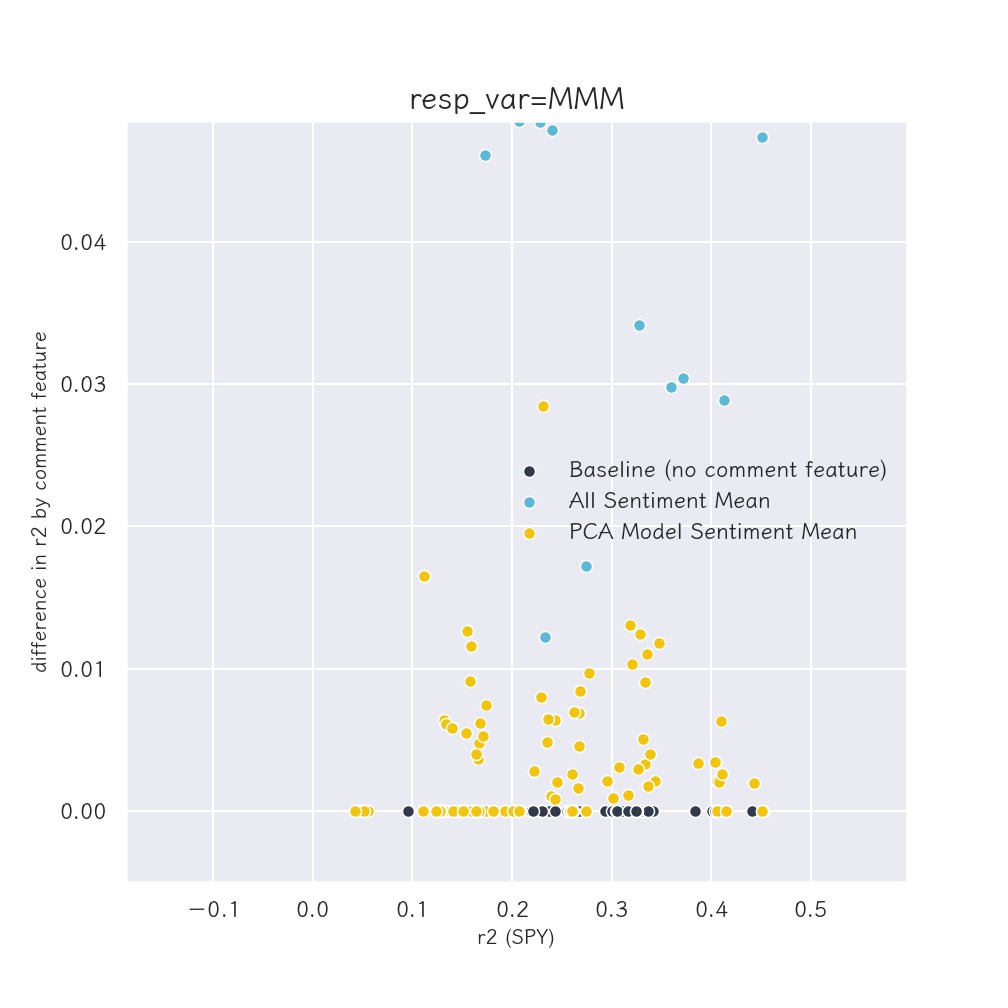 resp_var=MMM
0.04
0.03
0.02
0.01
0.00
difference in r2 by comment feature
Baseline (no comment feature)
All Sentiment Mean
PCA Model Sentiment Mean
−0.1 0.0 0.1 0.2 0.3 0.4 0.5
r2 (SPY)